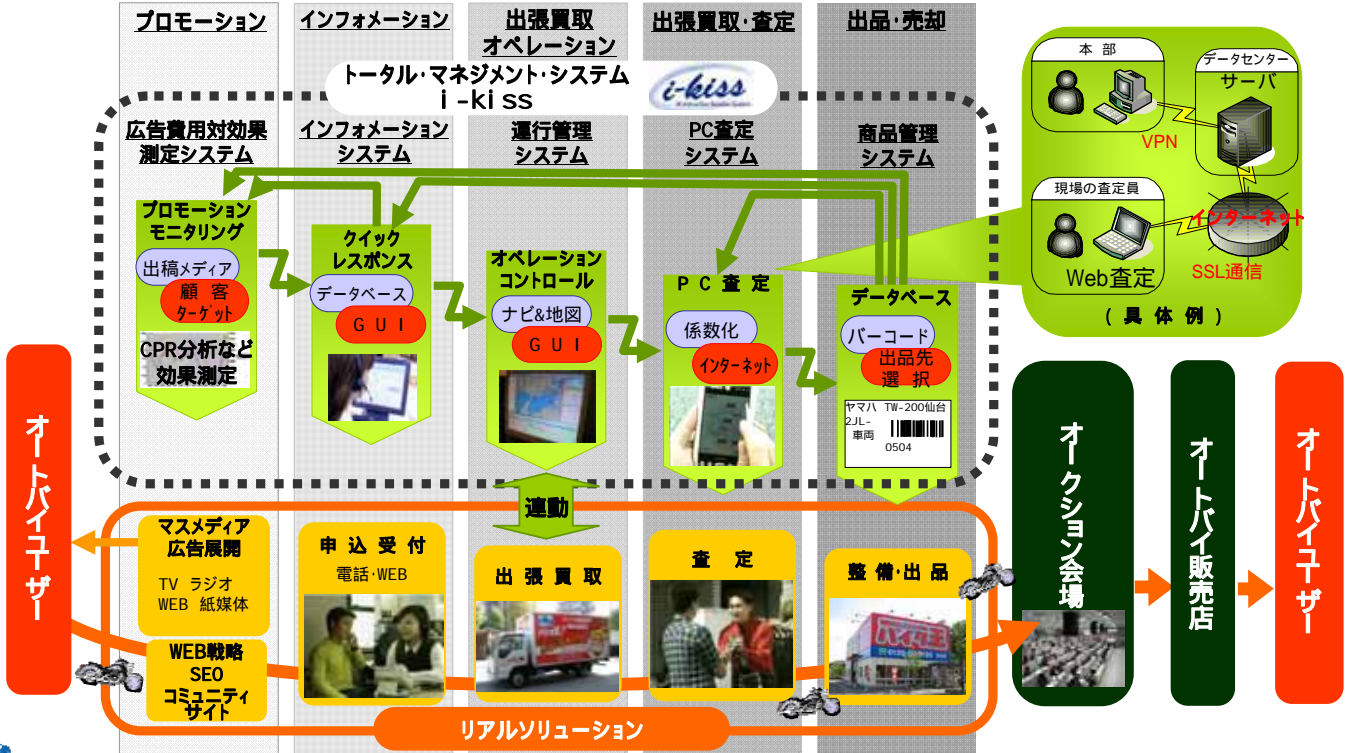 プロモーション
インフォメーション
出張買取
オペレーション
出張買取・査定
出品・売却
トータル・マネジメント・システム
i-kiss
i-kiss
広告費用対効果
測定システム
インフォメーション
システム
運行管理
システム
PC査定
システム
商品管理
システム
プロモーション
モニタリング
出稿メディア
顧 客
ターゲット
CPR分析など
効果測定
クイック
レスポンス
データベース
GUI
オペレーション
コントロール
ナビ&地図
GUI
PC査定
係数化
インターネット
データベース
バーコード
出品先
選 択
ヤマハ TW-200仙台
2JL-
車両
0504
本 部
データセンター
サーバ
VPN
現場の査定員
インターネット
Web査定
SSL通信
(具体例)
連動
オートバイユーザー
マスメディア
広告展開
TV ラジオ
WEB 紙媒体
WEB戦略
SEO
コミュニティ
サイト
申込受付
電話・WEB
出張買取
査 定
整備・出品
バイク王
リアルソリューション
オークション会場
オートバイ販売店
オートバイユーザー